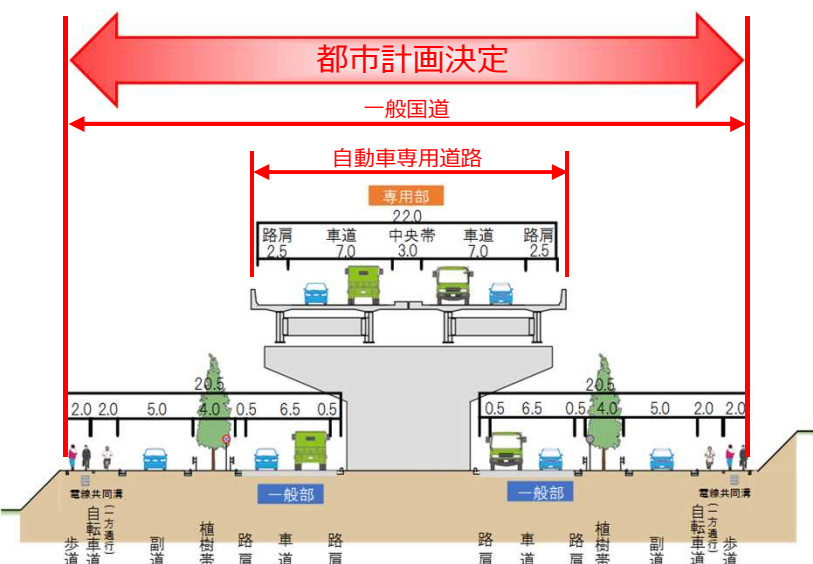 都市計画決定
一般国道
自動車専用道路
専用部
22.0
路肩 車道 中央帯 車道 路肩
2.5 7.0 3.0 7.0 2.5
20.5 20.5
2.0 2.0 5.0 4.0 0.5 6.5 0.5 0.5 6.5 0.5 4.0 5.0 2.0 2.0
電線共同溝 一般部 一般部 電線共同溝
歩道 自転車道 (一方通行) 副道 植樹帯 路肩 車道 路肩 路肩 車道 路肩 植樹帯 副道 自転車道 (一方通行) 歩道